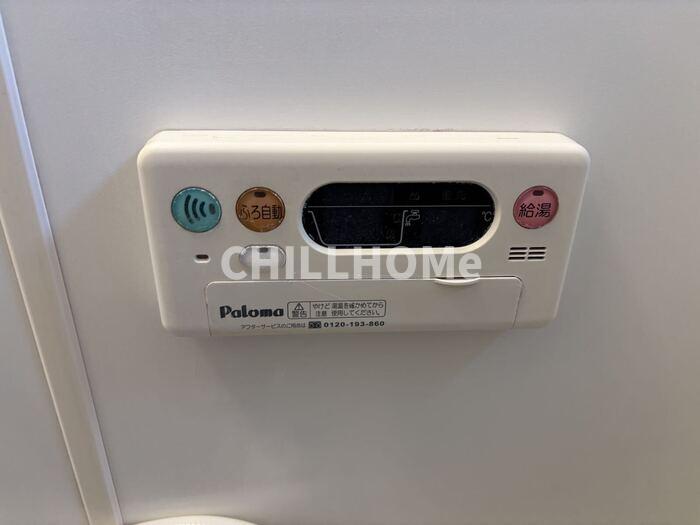 ふろ自動
給湯
℃
℃
CHILLHOMe
Paloma
警告
やけど 湯温を確かめてから
注意 使用してください。
アフターサービスのご相談は 0120-193-860